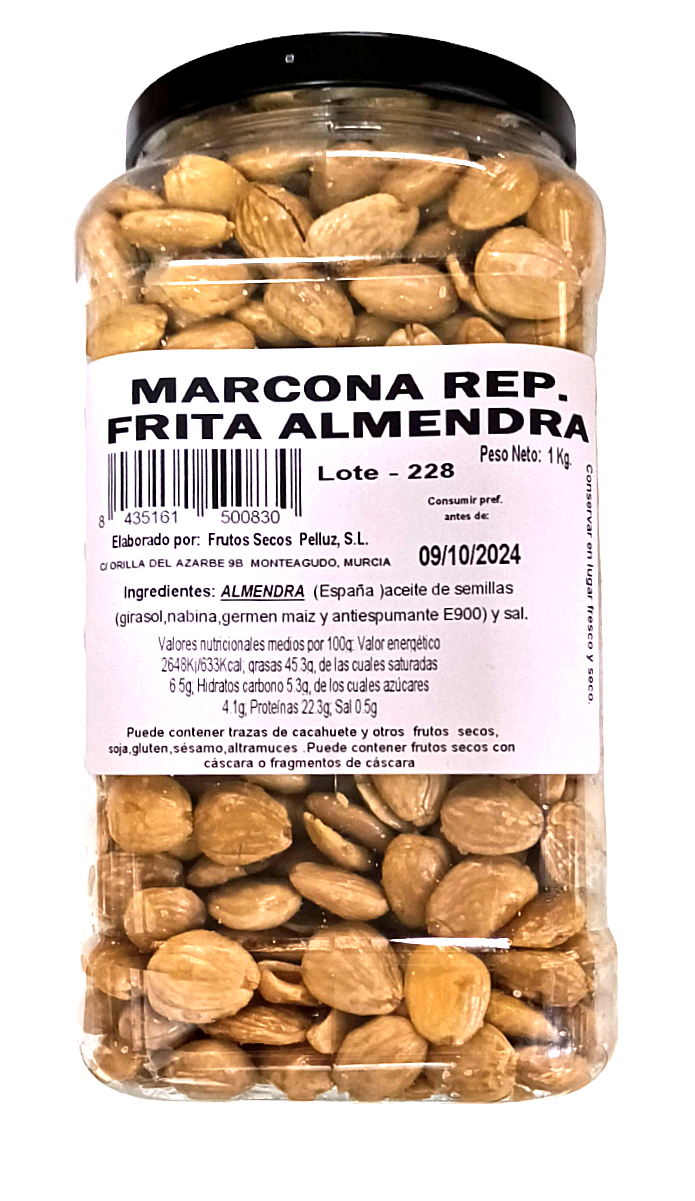 MARCONA REP.
FRITA ALMENDRA
Peso Neto: 1 Kg.
Lote - 228
8 435161 500830
Consumir pref.
antes de:
09/10/2024
Elaborado por: Frutos Secos Pelluz, S.L.
C/ ORILLA DEL AZARBE 9B MONTEAGUDO, MURCIA
Ingredientes: ALMENDRA (España )aceite de semillas
(girasol,nabina,germen maiz y antiespumante E900) y sal.
Valores nutricionales medios por 100g: Valor energético
2648Kj/633Kcal, grasas 45.3g, de las cuales saturadas
6.5g; Hidratos carbono 5.3g, de los cuales azúcares
4.1g; Proteínas 22.3g; Sal 0.5g
Puede contener trazas de cacahuete y otros frutos secos,
soja,gluten,sésamo,altramuces .Puede contener frutos secos con
cáscara o fragmentos de cáscara
Conservar en lugar fresco y seco.